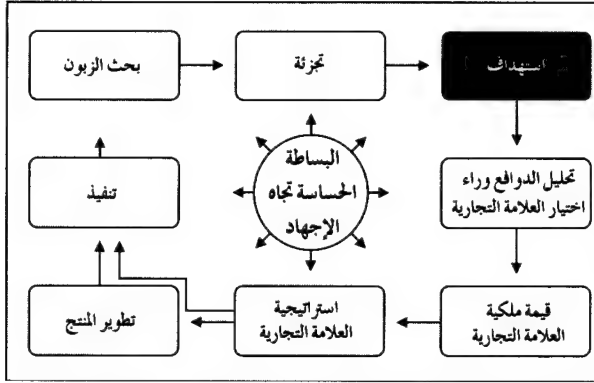 بحث الزبون
تجزئة
استهداف
تحليل الدوافع وراء
اختيار العلامة التجارية
قيمة ملكية
العلامة التجارية
استراتيجية
العلامة التجارية
تطوير المنتج
تنفيذ
البساطة
الحساسة تجاه
الإجهاد